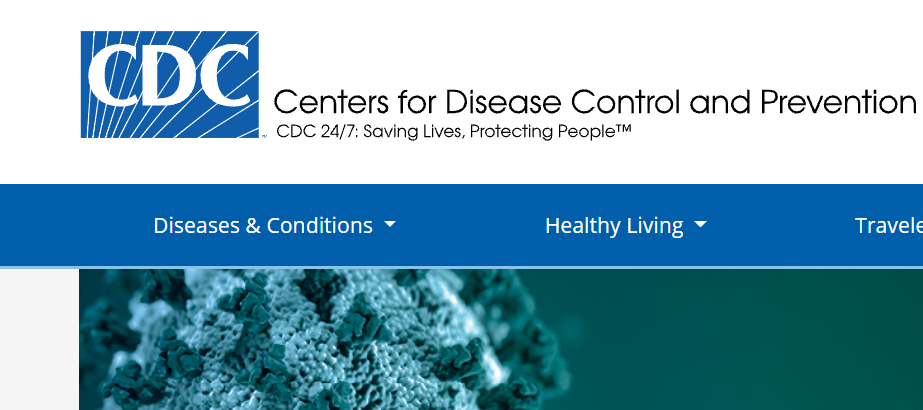 CDC
Centers for Disease Control and Prevention
CDC 24/7: Saving Lives, Protecting People™
Diseases & Conditions
Healthy Living
Travele